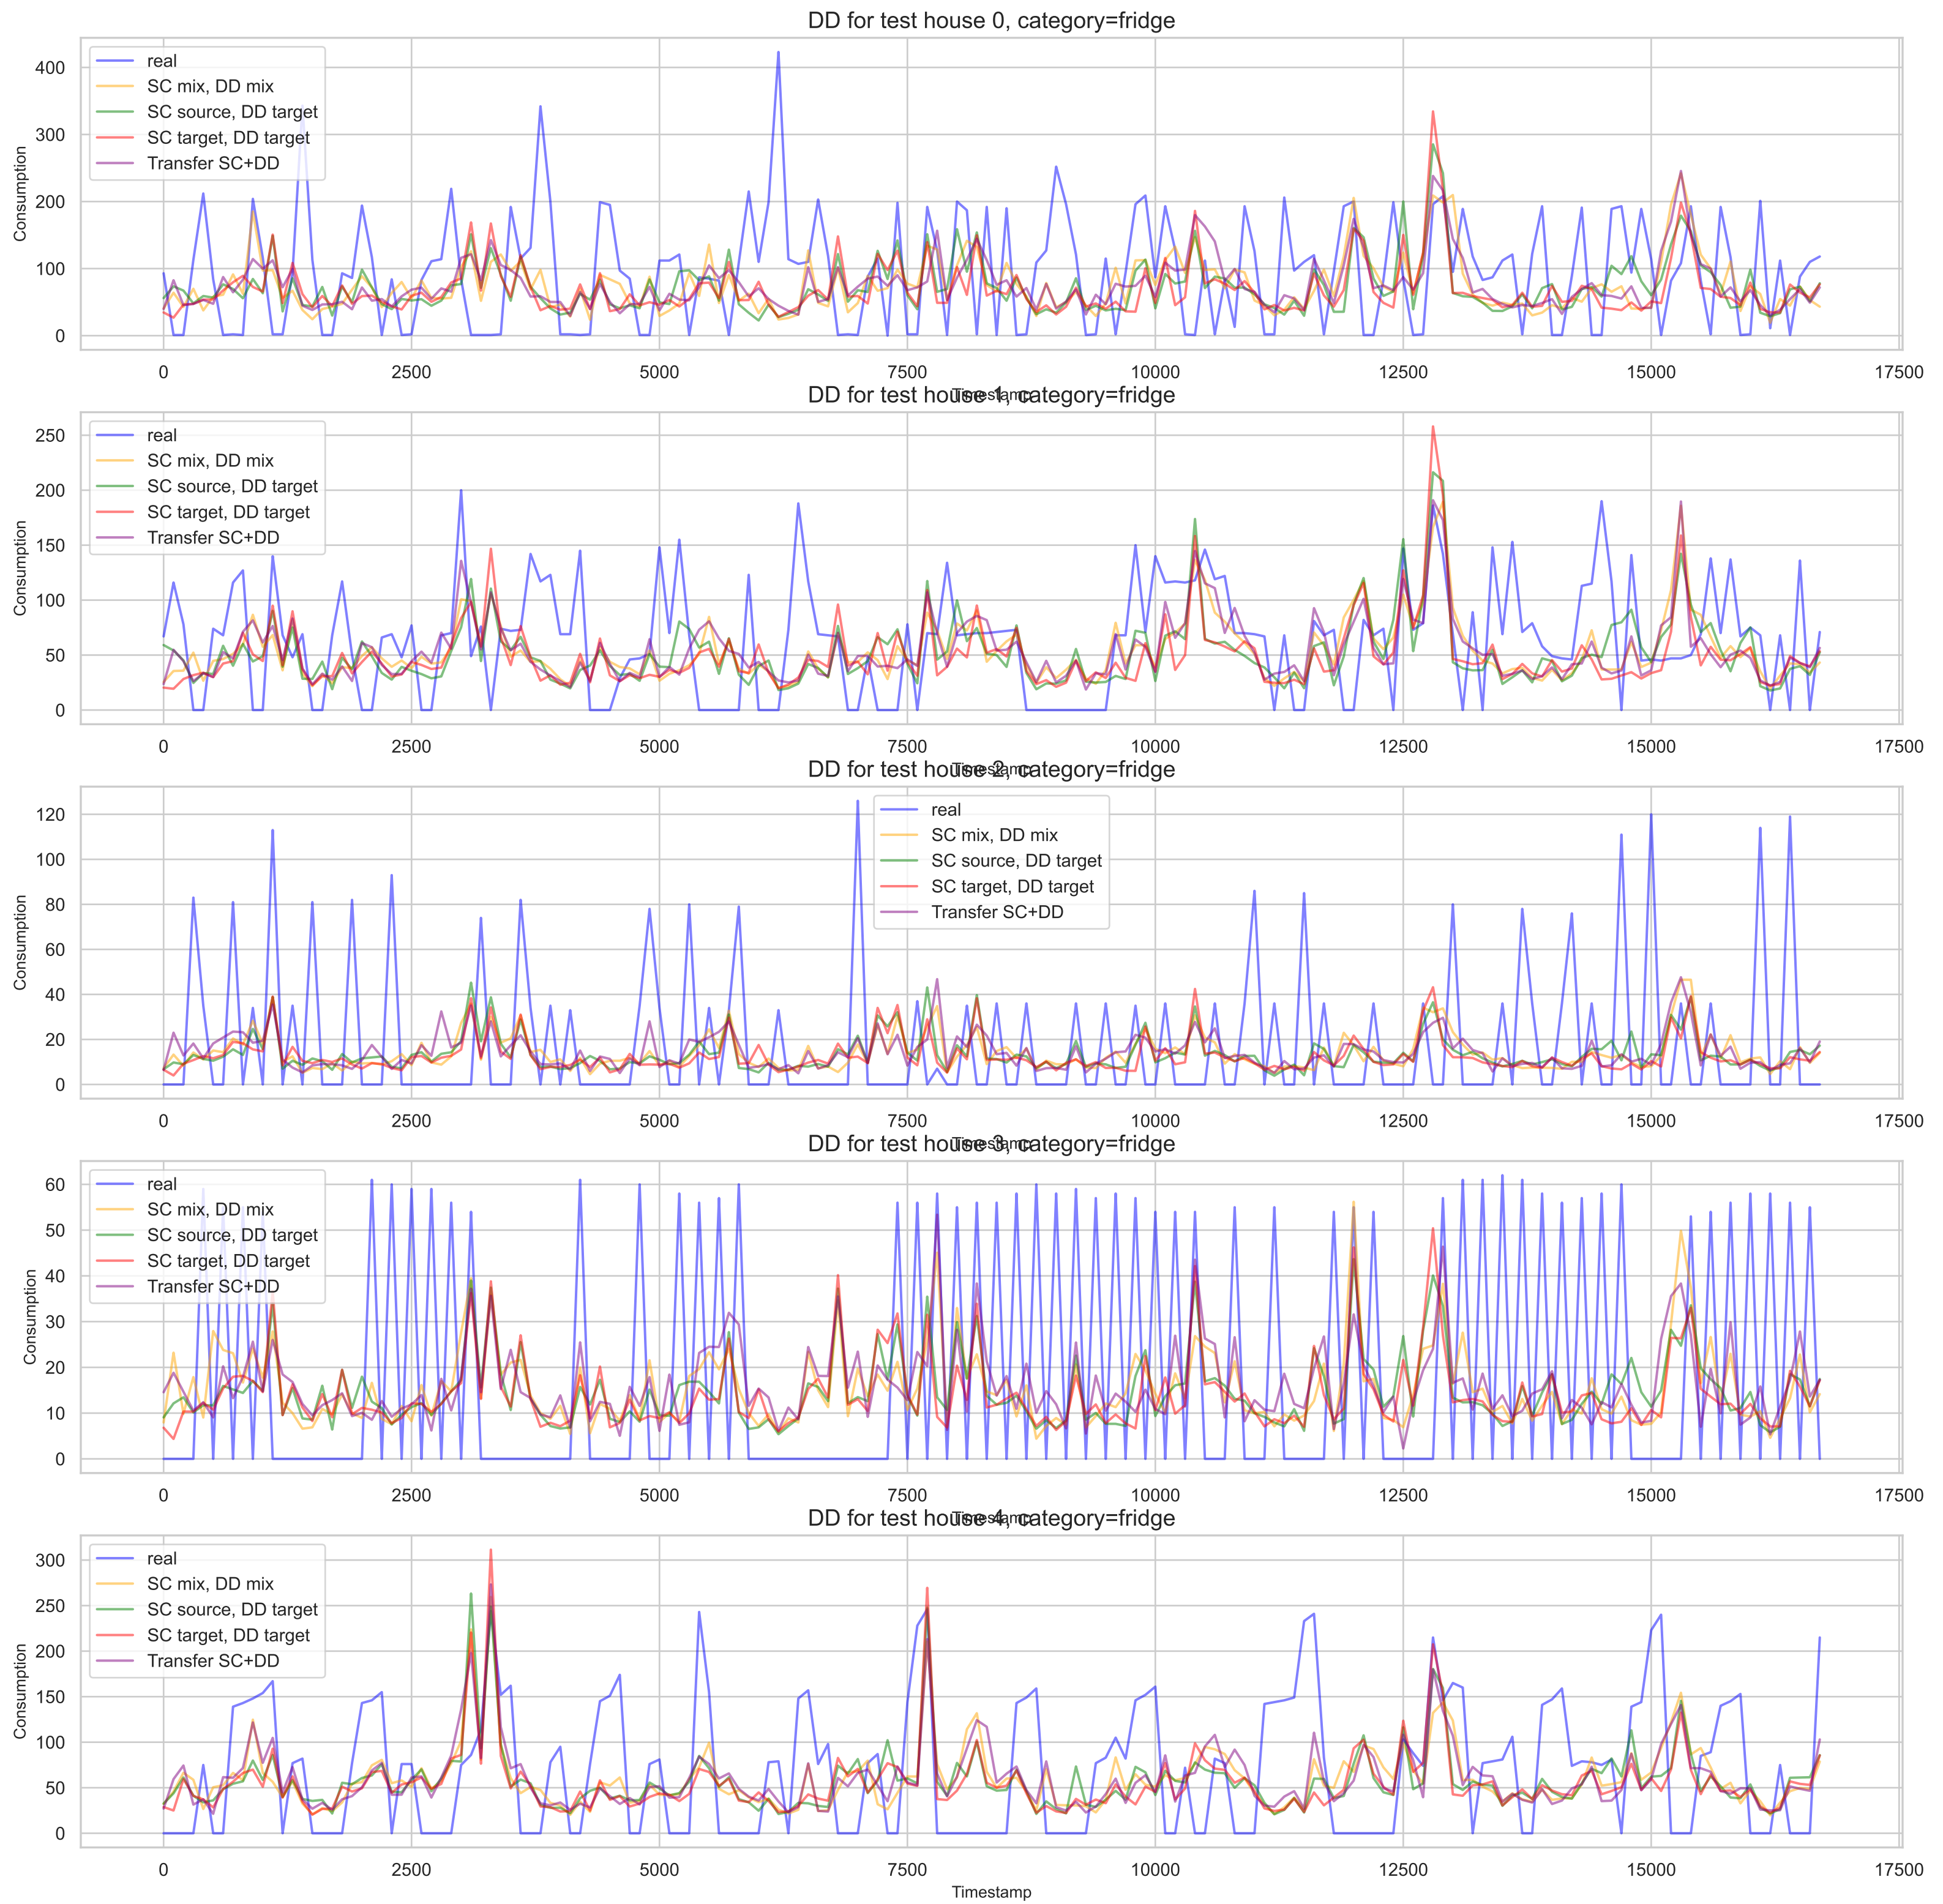 DD for test house 0, category=fridge
400
300
200
100
0
Consumption
real
SC mix, DD mix
SC source, DD target
SC target, DD target
Transfer SC+DD
0 2500 5000 7500 10000 12500 15000 17500
Timestamp
DD for test house 1, category=fridge
250
200
150
100
50
0
Consumption
real
SC mix, DD mix
SC source, DD target
SC target, DD target
Transfer SC+DD
0 2500 5000 7500 10000 12500 15000 17500
Timestamp
DD for test house 2, category=fridge
120
100
80
60
40
20
0
Consumption
real
SC mix, DD mix
SC source, DD target
SC target, DD target
Transfer SC+DD
0 2500 5000 7500 10000 12500 15000 17500
Timestamp
DD for test house 3, category=fridge
60
50
40
30
20
10
0
Consumption
real
SC mix, DD mix
SC source, DD target
SC target, DD target
Transfer SC+DD
0 2500 5000 7500 10000 12500 15000 17500
Timestamp
DD for test house 4, category=fridge
300
250
200
150
100
50
0
Consumption
real
SC mix, DD mix
SC source, DD target
SC target, DD target
Transfer SC+DD
0 2500 5000 7500 10000 12500 15000 17500
Timestamp